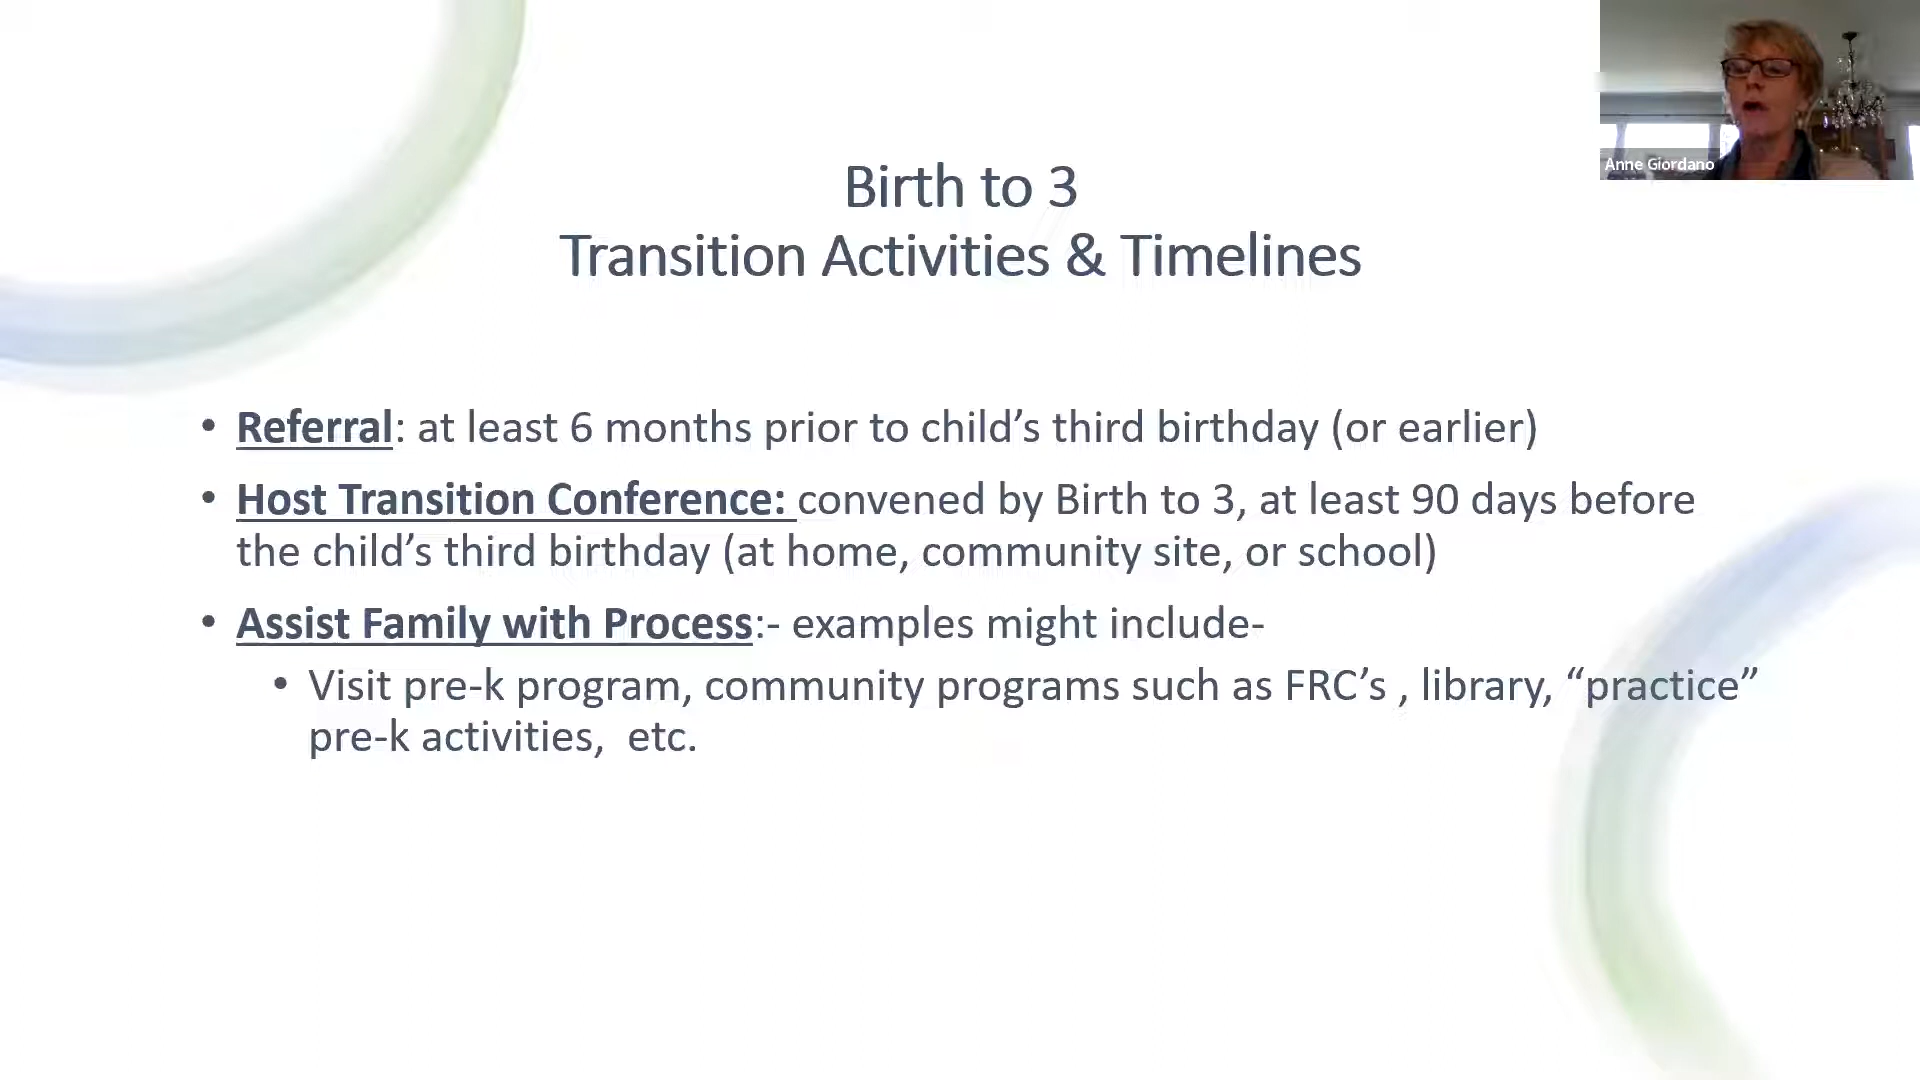 Anne Giordano
Birth to 3
Transition Activities & Timelines
• Referral: at least 6 months prior to child’s third birthday (or earlier)
• Host Transition Conference: convened by Birth to 3, at least 90 days before
the child’s third birthday (at home, community site, or school)
• Assist Family with Process:- examples might include-
• Visit pre-k program, community programs such as FRC’s , library, “practice”
pre-k activities,  etc.